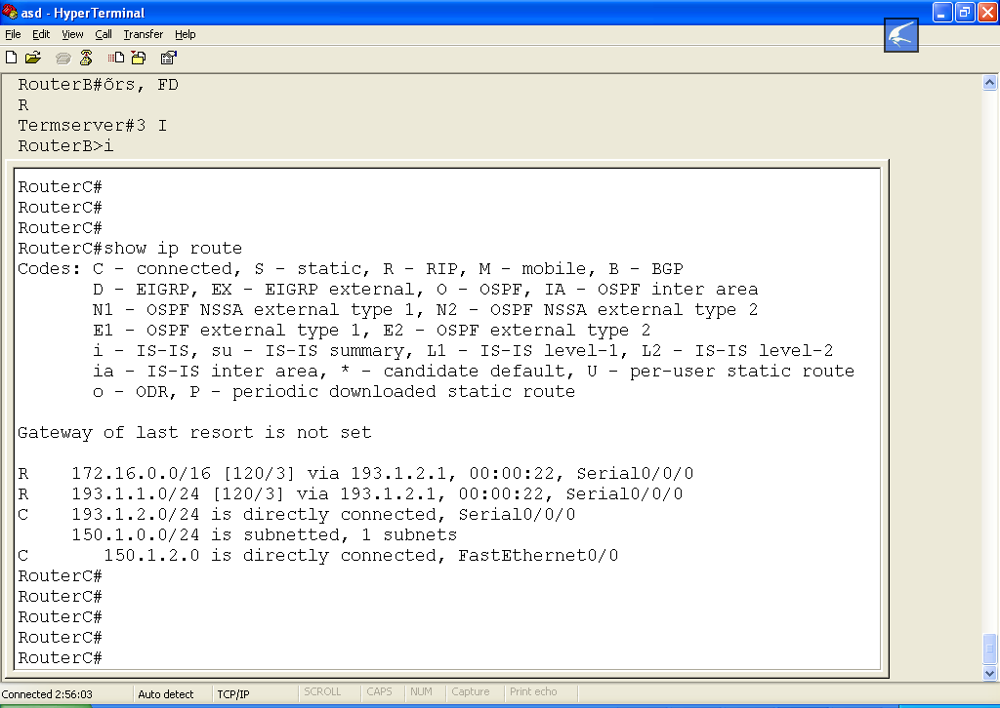 asd - HyperTerminal
File Edit View Call Transfer Help
RouterB#õrs, FD
R
Termserver#3 I
RouterB>i
RouterC#
RouterC#
RouterC#
RouterC#show ip route
Codes: C - connected, S - static, R - RIP, M - mobile, B - BGP
D - EIGRP, EX - EIGRP external, O - OSPF, IA - OSPF inter area
N1 - OSPF NSSA external type 1, N2 - OSPF NSSA external type 2
E1 - OSPF external type 1, E2 - OSPF external type 2
i - IS-IS, su - IS-IS summary, L1 - IS-IS level-1, L2 - IS-IS level-2
ia - IS-IS inter area, * - candidate default, U - per-user static route
o - ODR, P - periodic downloaded static route
Gateway of last resort is not set
R    172.16.0.0/16 [120/3] via 193.1.2.1, 00:00:22, Serial0/0/0
R    193.1.1.0/24 [120/3] via 193.1.2.1, 00:00:22, Serial0/0/0
C    193.1.2.0/24 is directly connected, Serial0/0/0
150.1.0.0/24 is subnetted, 1 subnets
C       150.1.2.0 is directly connected, FastEthernet0/0
RouterC#
RouterC#
RouterC#
RouterC#
RouterC#
Connected 2:56:03 Auto detect TCP/IP SCROLL CAPS NUM Capture Print echo